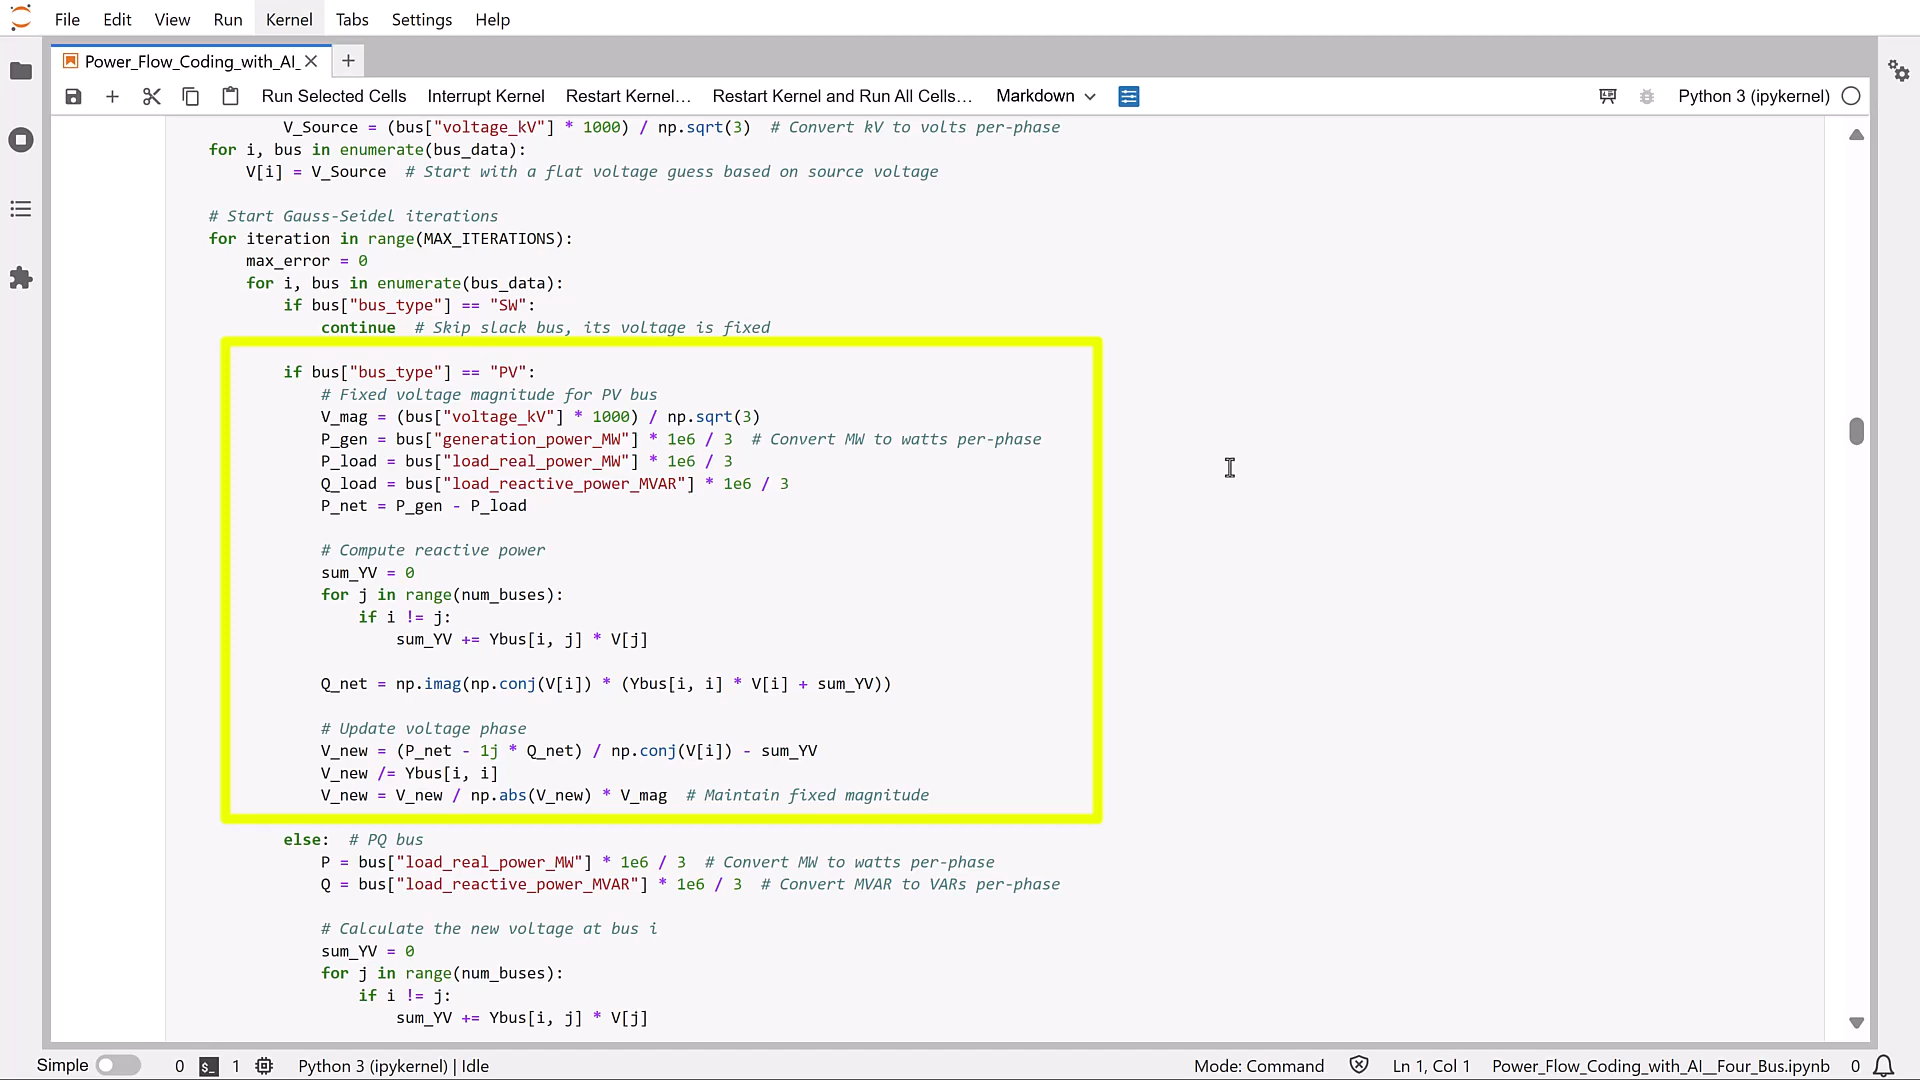 File Edit View Run Kernel Tabs Settings Help
Power_Flow_Coding_with_AI_
Run Selected Cells Interrupt Kernel Restart Kernel... Restart Kernel and Run All Cells... Markdown Python 3 (ipykernel)
V_Source = (bus["voltage_kV"] * 1000) / np.sqrt(3)  # Convert kV to volts per-phase
for i, bus in enumerate(bus_data):
V[i] = V_Source  # Start with a flat voltage guess based on source voltage
# Start Gauss-Seidel iterations
for iteration in range(MAX_ITERATIONS):
max_error = 0
for i, bus in enumerate(bus_data):
if bus["bus_type"] == "SW":
continue  # Skip slack bus, its voltage is fixed
if bus["bus_type"] == "PV":
# Fixed voltage magnitude for PV bus
V_mag = (bus["voltage_kV"] * 1000) / np.sqrt(3)
P_gen = bus["generation_power_MW"] * 1e6 / 3  # Convert MW to watts per-phase
P_load = bus["load_real_power_MW"] * 1e6 / 3
Q_load = bus["load_reactive_power_MVAR"] * 1e6 / 3
P_net = P_gen - P_load
# Compute reactive power
sum_YV = 0
for j in range(num_buses):
if i != j:
sum_YV += Ybus[i, j] * V[j]
Q_net = np.imag(np.conj(V[i]) * (Ybus[i, i] * V[i] + sum_YV))
# Update voltage phase
V_new = (P_net - 1j * Q_net) / np.conj(V[i]) - sum_YV
V_new /= Ybus[i, i]
V_new = V_new / np.abs(V_new) * V_mag  # Maintain fixed magnitude
else:  # PQ bus
P = bus["load_real_power_MW"] * 1e6 / 3  # Convert MW to watts per-phase
Q = bus["load_reactive_power_MVAR"] * 1e6 / 3  # Convert MVAR to VARs per-phase
# Calculate the new voltage at bus i
sum_YV = 0
for j in range(num_buses):
if i != j:
sum_YV += Ybus[i, j] * V[j]
Simple 0 $_ 1 Python 3 (ipykernel) | Idle Mode: Command Ln 1, Col 1 Power_Flow_Coding_with_AI__Four_Bus.ipynb 0